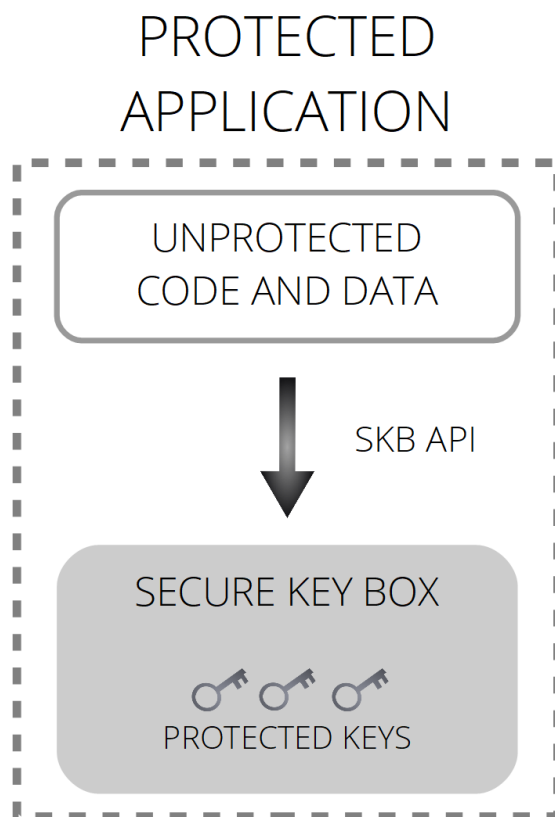 PROTECTED
APPLICATION
UNPROTECTED
CODE AND DATA
SKB API
SECURE KEY BOX
PROTECTED KEYS